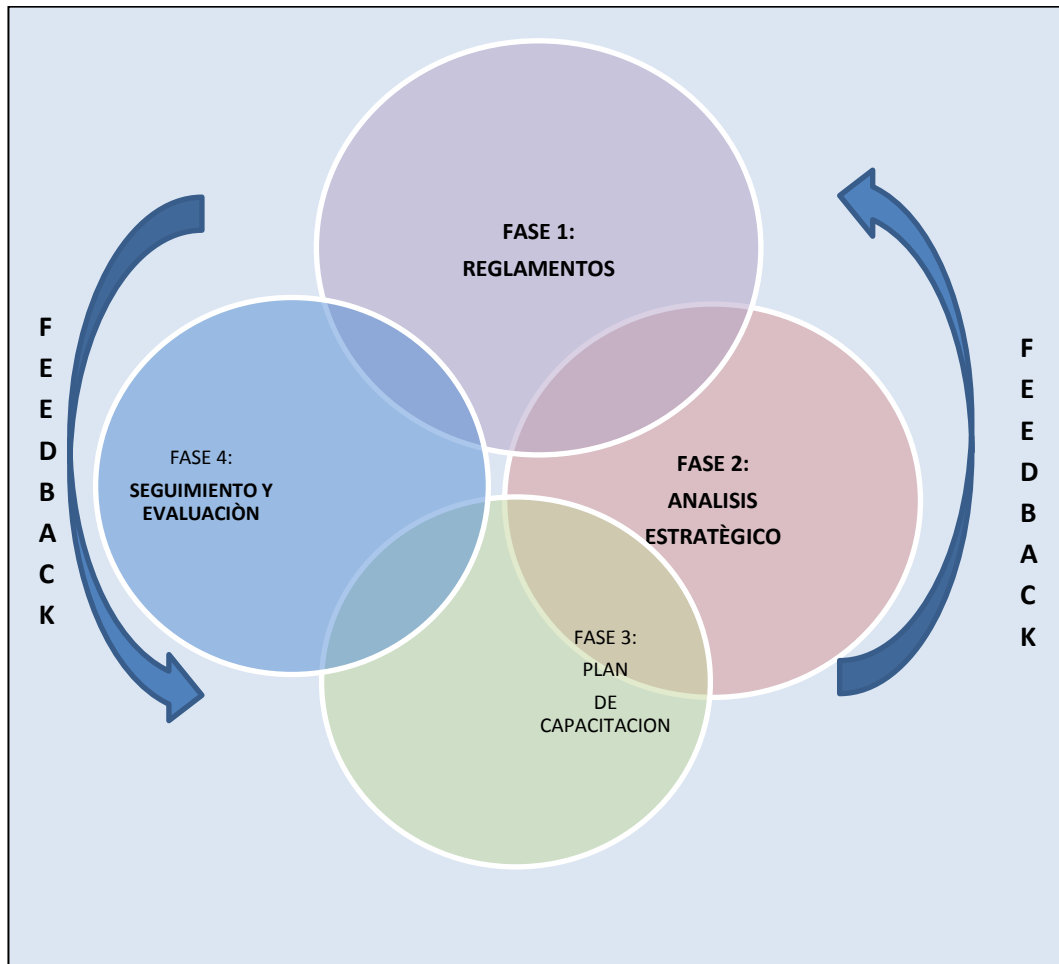 FASE 1:
REGLAMENTOS
FASE 2:
ANALISIS
ESTRATÈGICO
FASE 3:
PLAN
DE
CAPACITACION
FASE 4:
SEGUIMIENTO Y
EVALUACIÒN
F
E
E
D
B
A
C
K
F
E
E
D
B
A
C
K